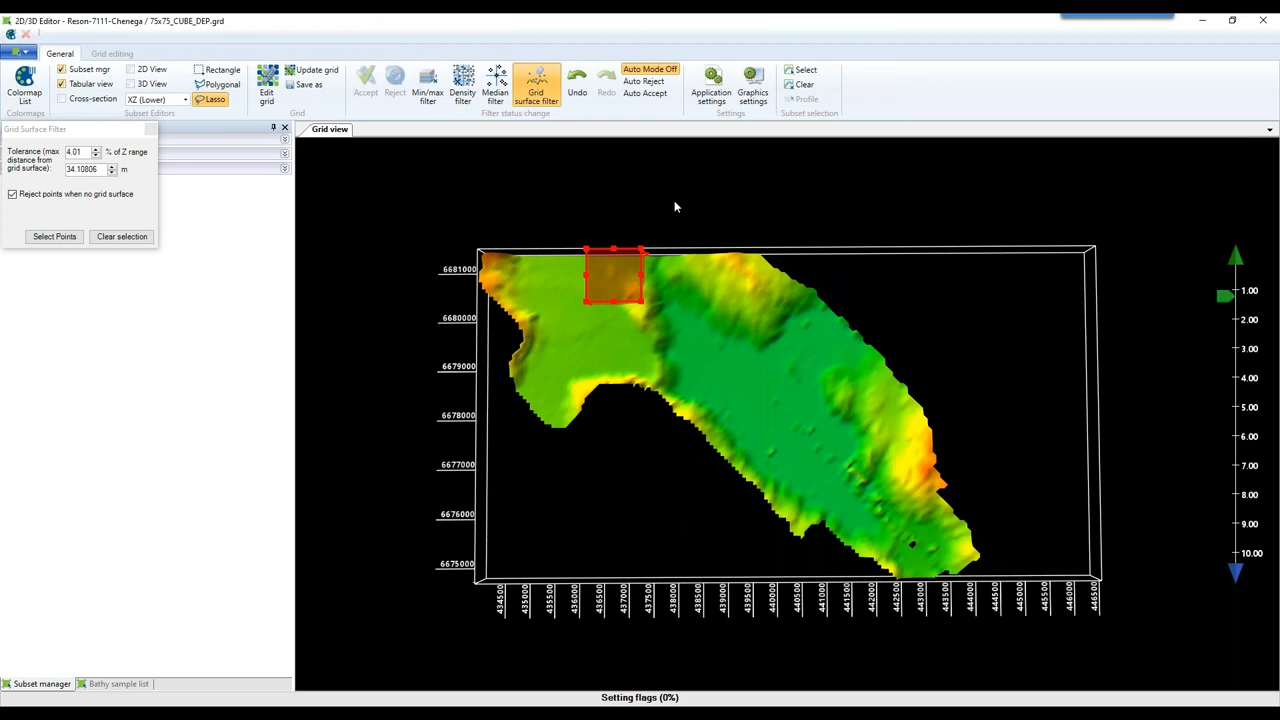 2D/3D Editor - Reson-7111-Chenega / 75x75_CUBE_DEP.grd
General
Grid editing
Colormap List
Colormaps
Subset mgr
Tabular view
Cross-section
2D View
3D View
XZ (Lower)
Rectangle
Polygonal
Lasso
Subset Editors
Edit grid
Update grid
Save as
Grid
Accept
Reject
Min/max filter
Density filter
Median filter
Grid surface filter
Undo
Redo
Auto Mode Off
Auto Reject
Auto Accept
Filter status change
Application settings
Graphics settings
Settings
Select
Clear
Profile
Subset selection
Grid Surface Filter
Tolerance (max distance from grid surface):
4.01
% of Z range
34.10806
m
Reject points when no grid surface
Select Points
Clear selection
Grid view
6681000
6680000
6679000
6678000
6677000
6676000
6675000
434500
435000
435500
436000
436500
437000
437500
438000
438500
439000
439500
440000
440500
441000
441500
442000
442500
443000
443500
444000
444500
445000
445500
446000
446500
1.00
2.00
3.00
4.00
5.00
6.00
7.00
8.00
9.00
10.00
Subset manager
Bathy sample list
Setting flags (0%)